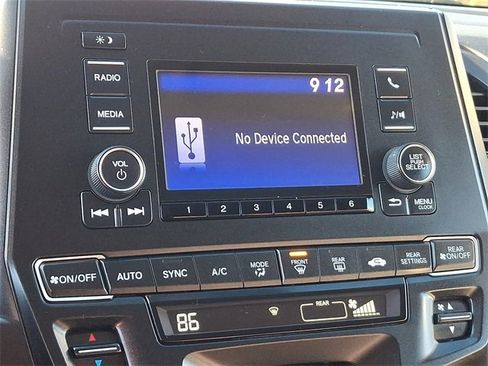 9 12
RADIO
MEDIA
No Device Connected
VOL
LIST
PUSH
SELECT
1 2 3 4 5 6
MENU
CLOCK
ON/OFF
AUTO
SYNC
A/C
MODE
FRONT
REAR
REAR
SETTINGS
REAR
ON/OFF
86
REAR